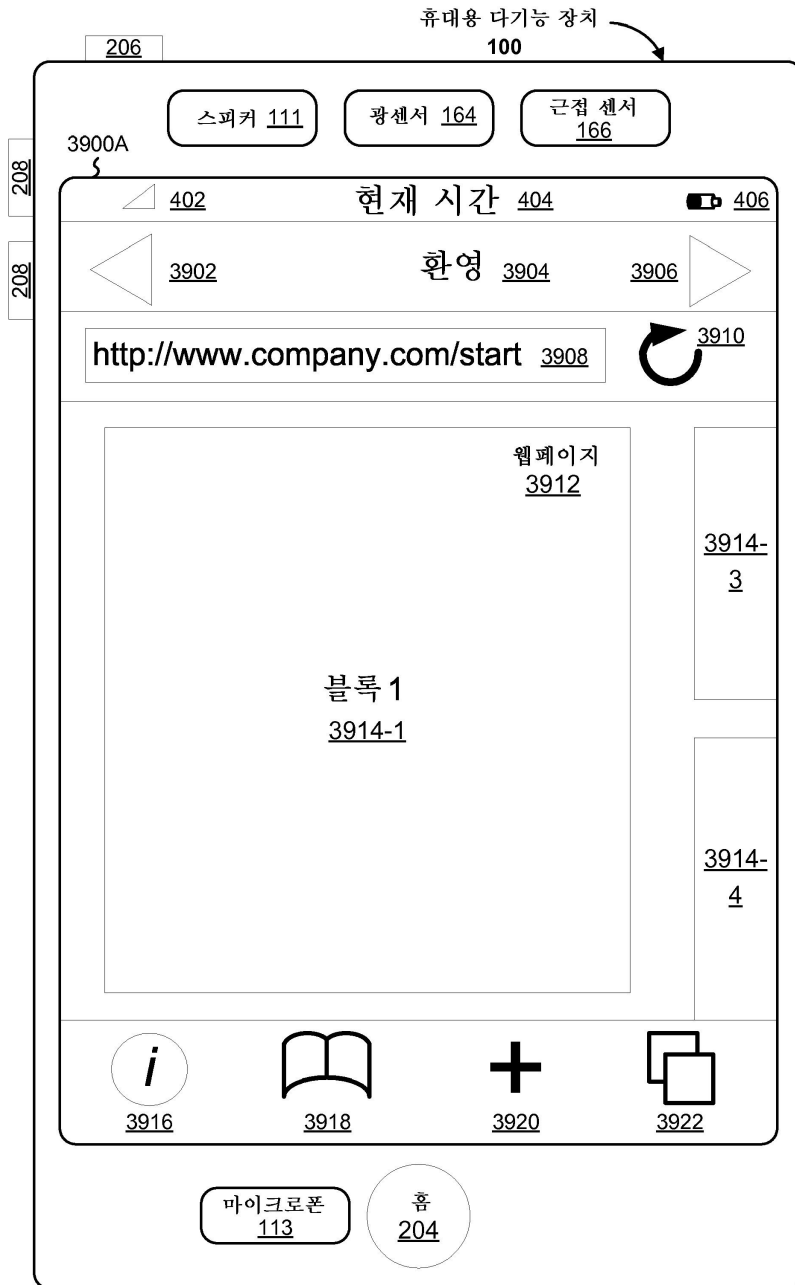 휴대용 다기능 장치
100
206
스피커 111
광센서 164
근접 센서
166
3900A
208
208
402
현재 시간 404
406
3902
환영 3904
3906
http://www.company.com/start 3908
3910
웹페이지
3912
3914-
3
블록 1
3914-1
3914-
4
i
3916
3918
3920
3922
마이크로폰
113
홈
204